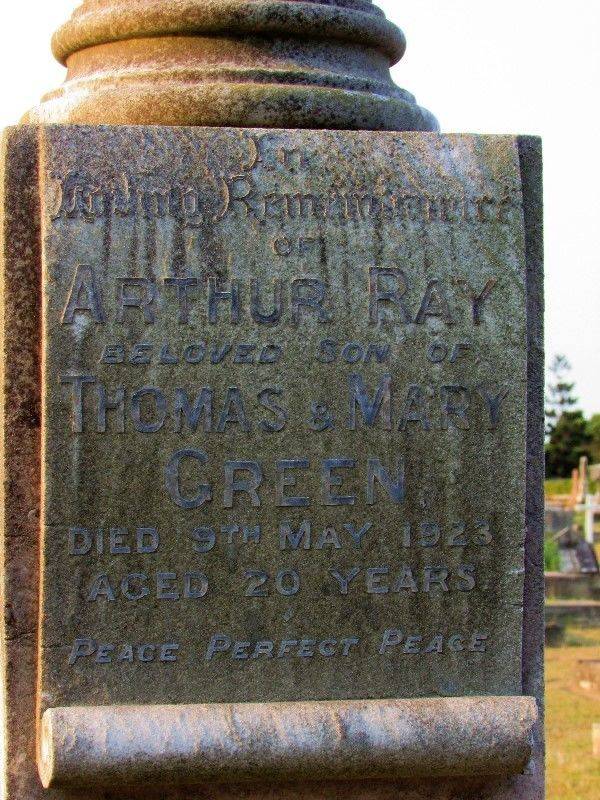 In
Loving Remembrance
OF
ARTHUR RAY
BELOVED SON OF
THOMAS & MARY
GREEN
DIED 9TH MAY 1923
AGED 20 YEARS
PEACE PERFECT PEACE